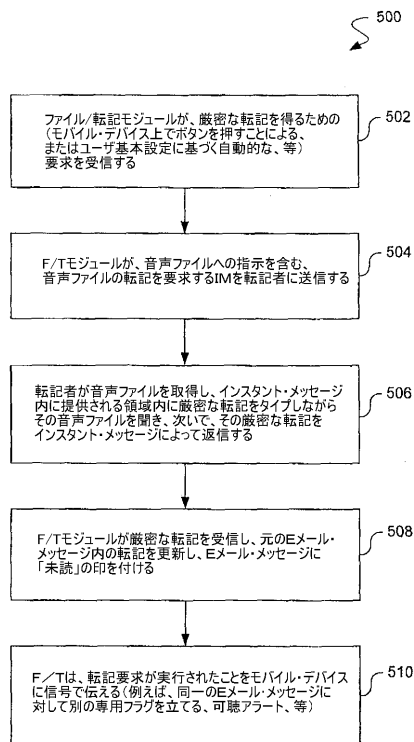 500
ファイル/転記モジュールが、厳密な転記を得るための
(モバイル・デバイス上でボタンを押すことによる、
またはユーザ基本設定に基づく自動的な、等)
要求を受信する
502
F/Tモジュールが、音声ファイルへの指示を含む、
音声ファイルの転記を要求するIMを転記者に送信する
504
転記者が音声ファイルを取得し、インスタント・メッセージ
内に提供される領域内に厳密な転記をタイプしながら
その音声ファイルを聞き、次いで、その厳密な転記を
インスタント・メッセージによって返信する
506
F/Tモジュールが厳密な転記を受信し、元のEメール・
メッセージ内の転記を更新し、Eメール・メッセージに
「未読」の印を付ける
508
F/Tは、転記要求が実行されたことをモバイル・デバイス
に信号で伝える(例えば、同一のEメール・メッセージに
対して別の専用フラグを立てる、可聴アラート、等)
510